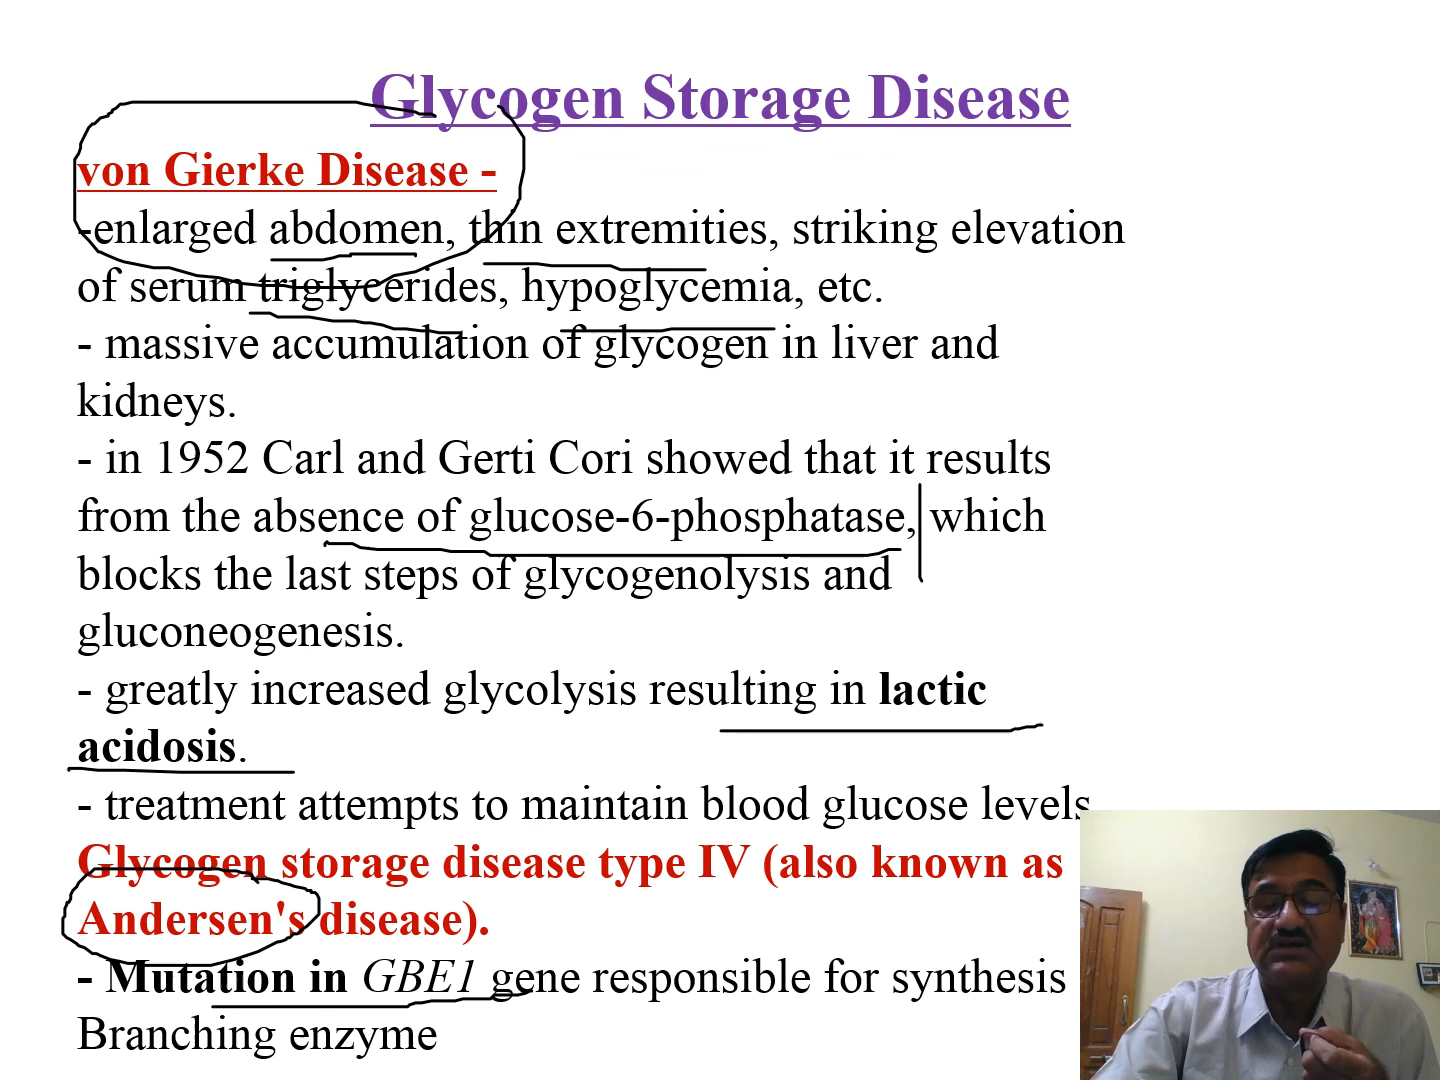 Glycogen Storage Disease
von Gierke Disease -
-enlarged abdomen, thin extremities, striking elevation
of serum triglycerides, hypoglycemia, etc.
- massive accumulation of glycogen in liver and
kidneys.
- in 1952 Carl and Gerti Cori showed that it results
from the absence of glucose-6-phosphatase, which
blocks the last steps of glycogenolysis and
gluconeogenesis.
- greatly increased glycolysis resulting in lactic
acidosis.
- treatment attempts to maintain blood glucose levels
Glycogen storage disease type IV (also known as
Andersen's disease).
- Mutation in GBE1 gene responsible for synthesis
Branching enzyme